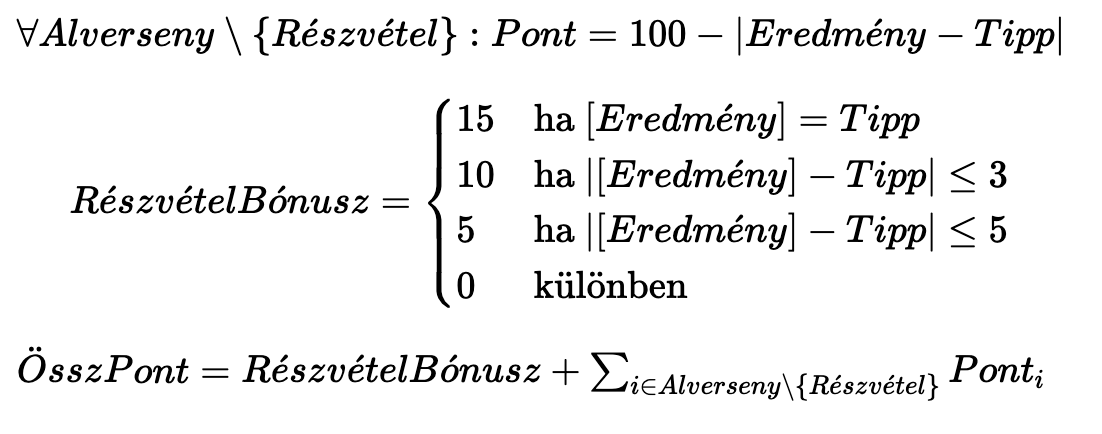 ∀Alverseny \ {Részvétel} : Pont = 100 − |Eredmény − Tipp|
15 ha [Eredmény] = Tipp
10 ha |[Eredmény] − Tipp| ≤ 3
RészvételBónusz = {
5 ha |[Eredmény] − Tipp| ≤ 5
0 különben
ÖsszPont = RészvételBónusz + ∑i∈Alverseny\{Részvétel} Ponti